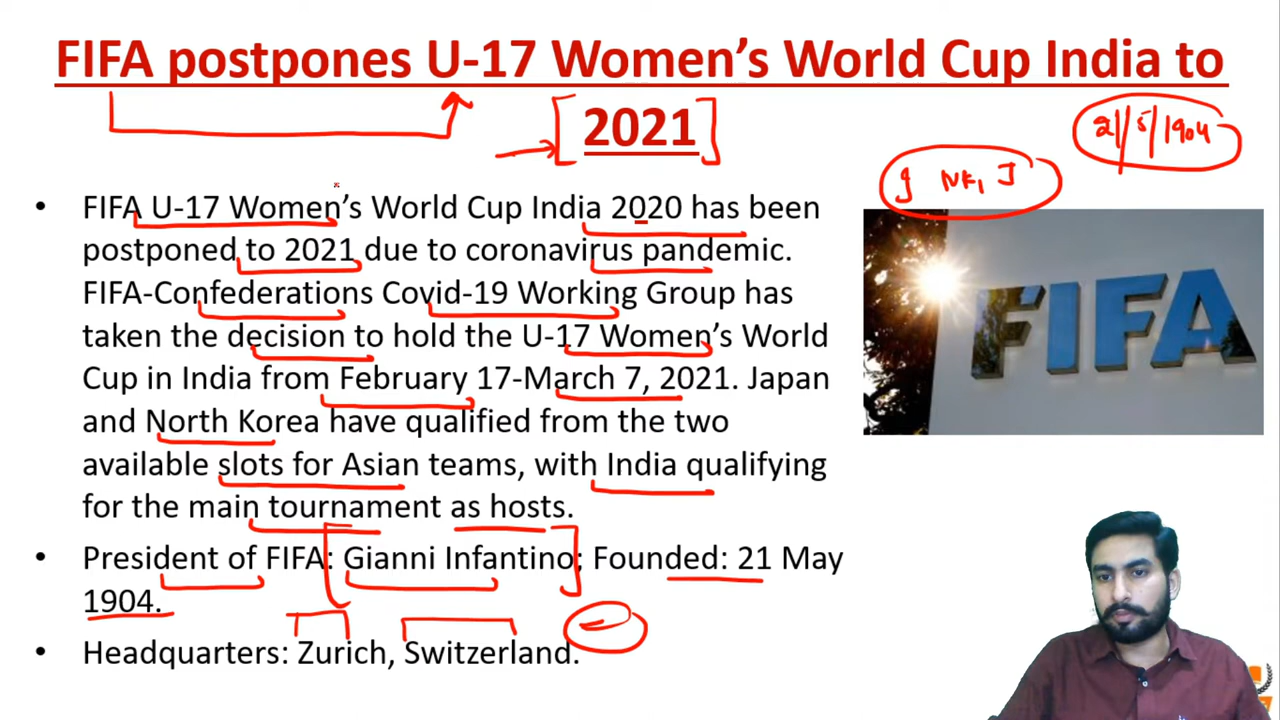 FIFA postpones U-17 Women's World Cup India to
2021
21/5/1904
J NK, I
FIFA U-17 Women's World Cup India 2020 has been
postponed to 2021 due to coronavirus pandemic.
FIFA-Confederations Covid-19 Working Group has
taken the decision to hold the U-17 Women's World
Cup in India from February 17-March 7, 2021. Japan
and North Korea have qualified from the two
available slots for Asian teams, with India qualifying
for the main tournament as hosts.
President of FIFA: Gianni Infantino; Founded: 21 May
1904.
Headquarters: Zurich, Switzerland.
FIFA